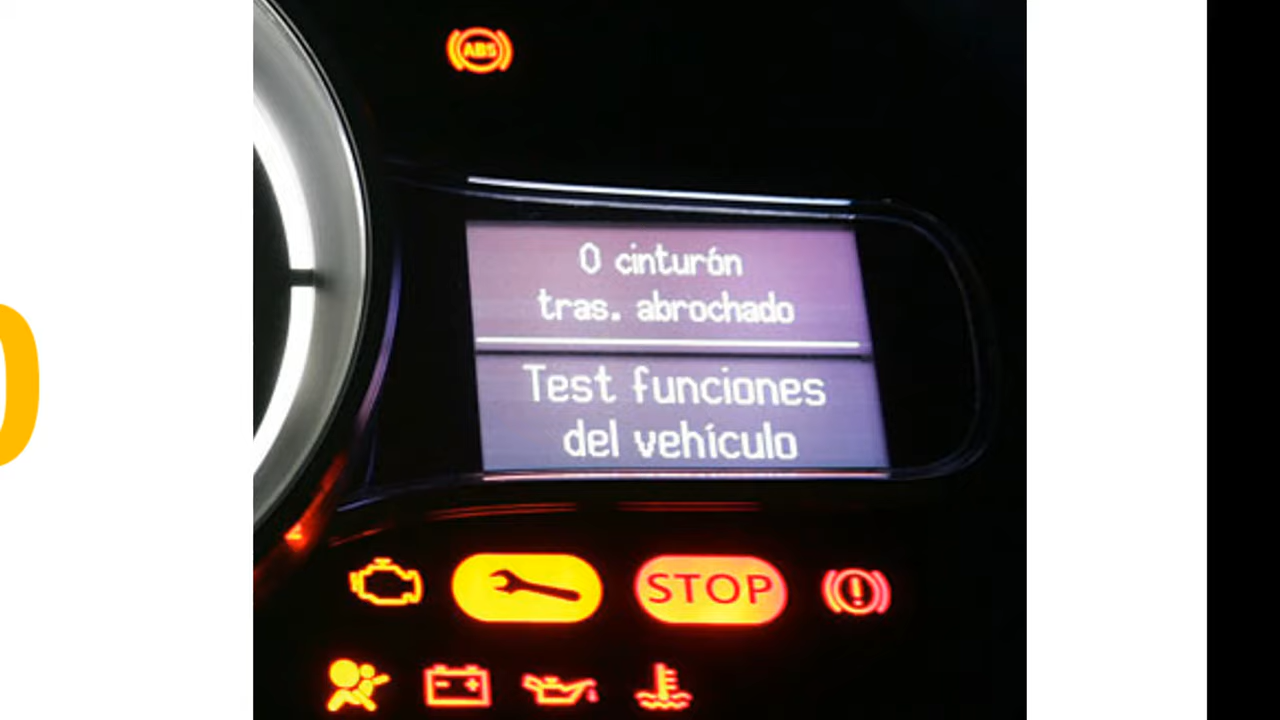 ABS
0 cinturón
tras. abrochado
Test funciones
del vehículo
STOP